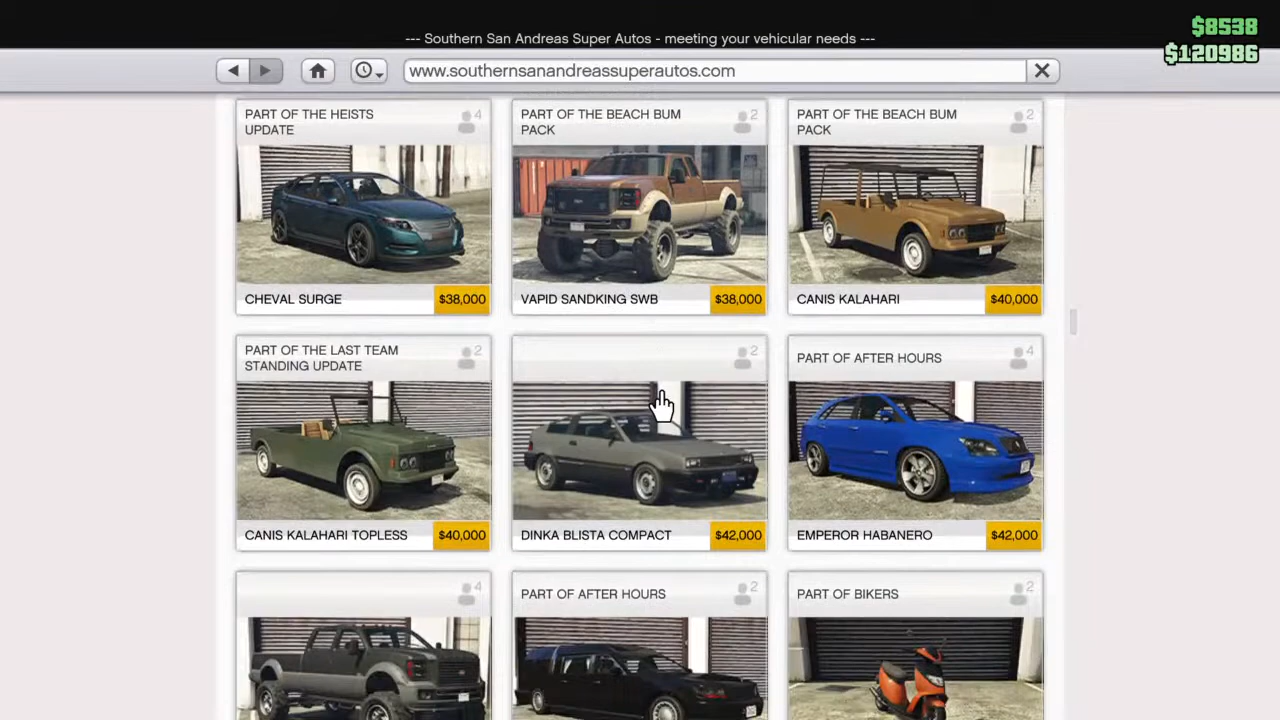 --- Southern San Andreas Super Autos - meeting your vehicular needs ---
$8538
$120986
www.southernsanandreassuperautos.com
PART OF THE HEISTS
UPDATE
4
CHEVAL SURGE
$38,000
PART OF THE BEACH BUM
PACK
2
VAPID SANDKING SWB
$38,000
PART OF THE BEACH BUM
PACK
2
CANIS KALAHARI
$40,000
PART OF THE LAST TEAM
STANDING UPDATE
2
CANIS KALAHARI TOPLESS
$40,000
2
DINKA BLISTA COMPACT
$42,000
PART OF AFTER HOURS
4
EMPEROR HABANERO
$42,000
4
PART OF AFTER HOURS
2
PART OF BIKERS
2